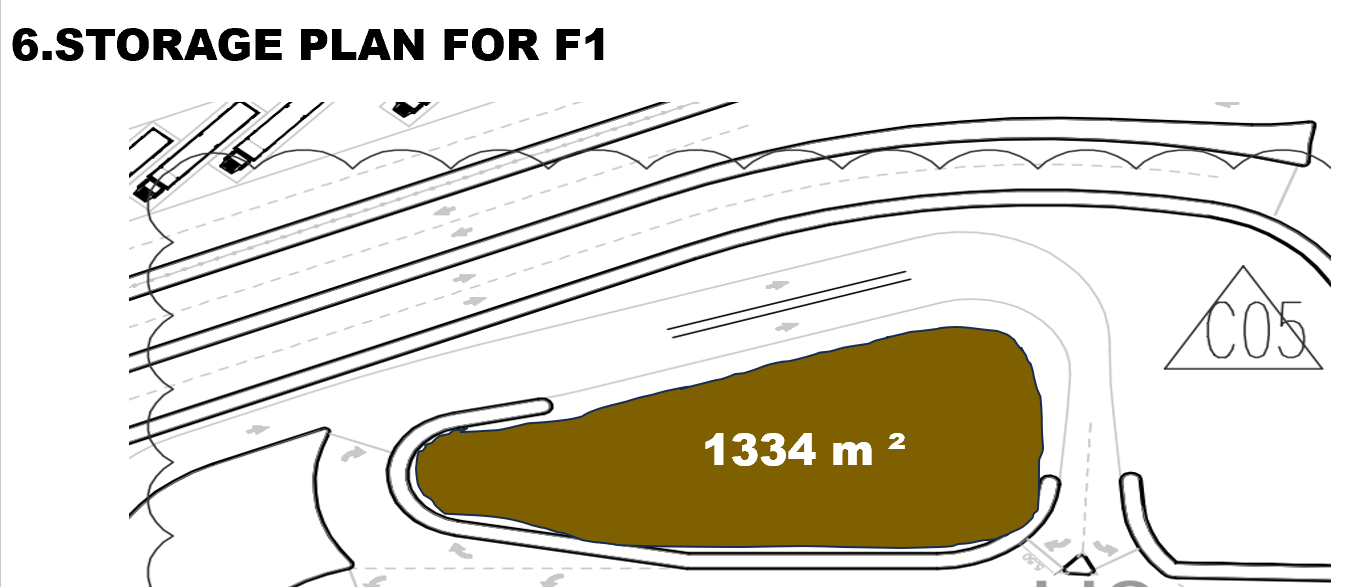 6.STORAGE PLAN FOR F1
C05
1334 m ²